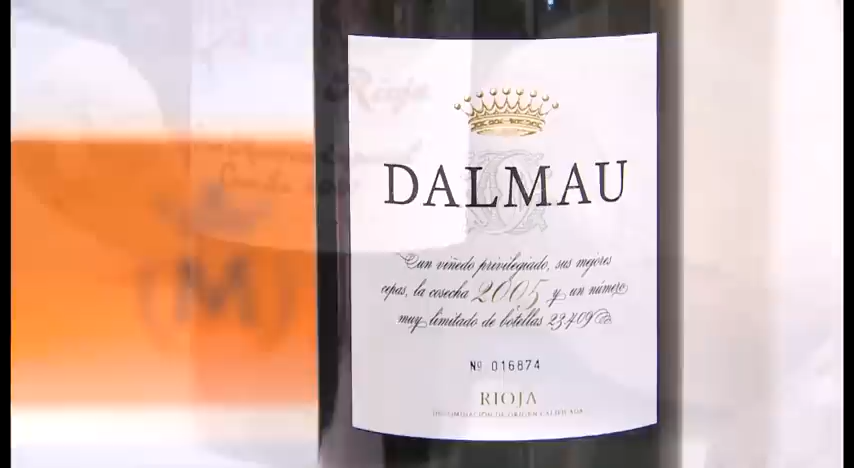 DALMAU
un viñedo privilegiado, sus mejores
cepas, la cosecha 2005 y un número
muy limitado de botellas 23.409
Nº 016874
RIOJA
DENOMINACIÓN DE ORIGEN CALIFICADA
Rioja
M